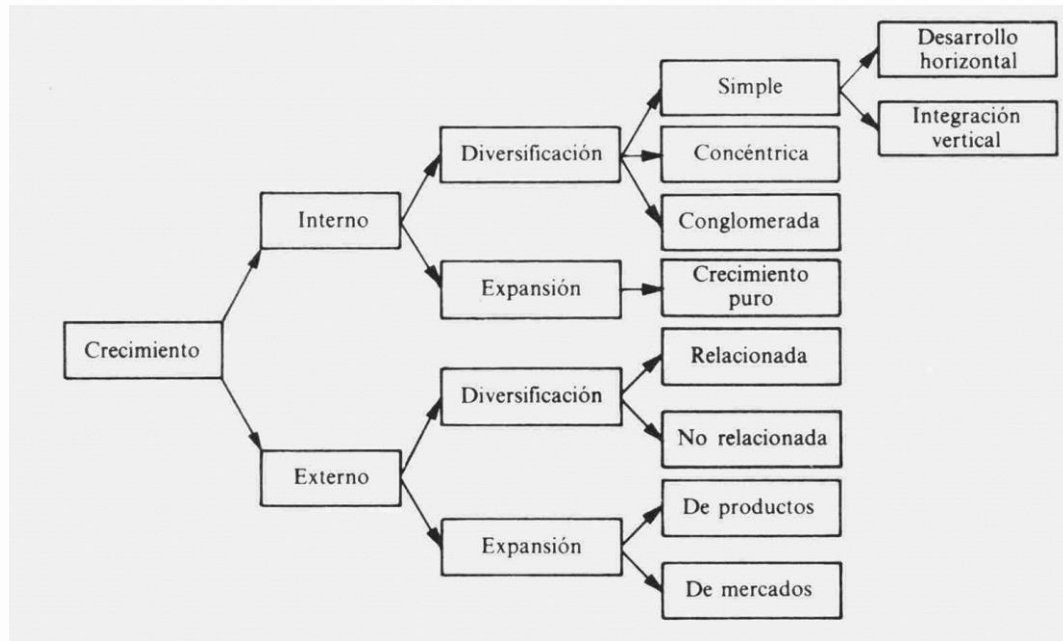 Desarrollo
horizontal
Simple
Integración
vertical
Diversificación
Concéntrica
Interno
Conglomerada
Expansión
Crecimiento
puro
Crecimiento
Relacionada
Diversificación
No relacionada
Externo
De productos
Expansión
De mercados